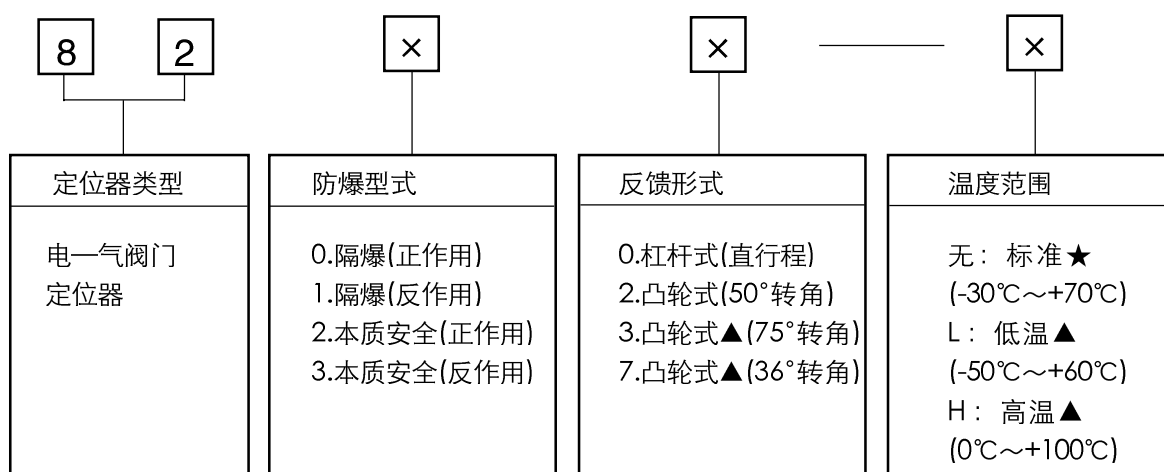 8 2 × × — ×
定位器类型
电一气阀门
定位器
防爆型式
0.隔爆(正作用)
1.隔爆(反作用)
2.本质安全(正作用)
3.本质安全(反作用)
反馈形式
0.杠杆式(直行程)
2.凸轮式(50°转角)
3.凸轮式▲(75°转角)
7.凸轮式▲(36°转角)
温度范围
无：标准★
(-30℃～+70℃)
L：低温▲
(-50℃～+60℃)
H：高温▲
(0℃～+100℃)